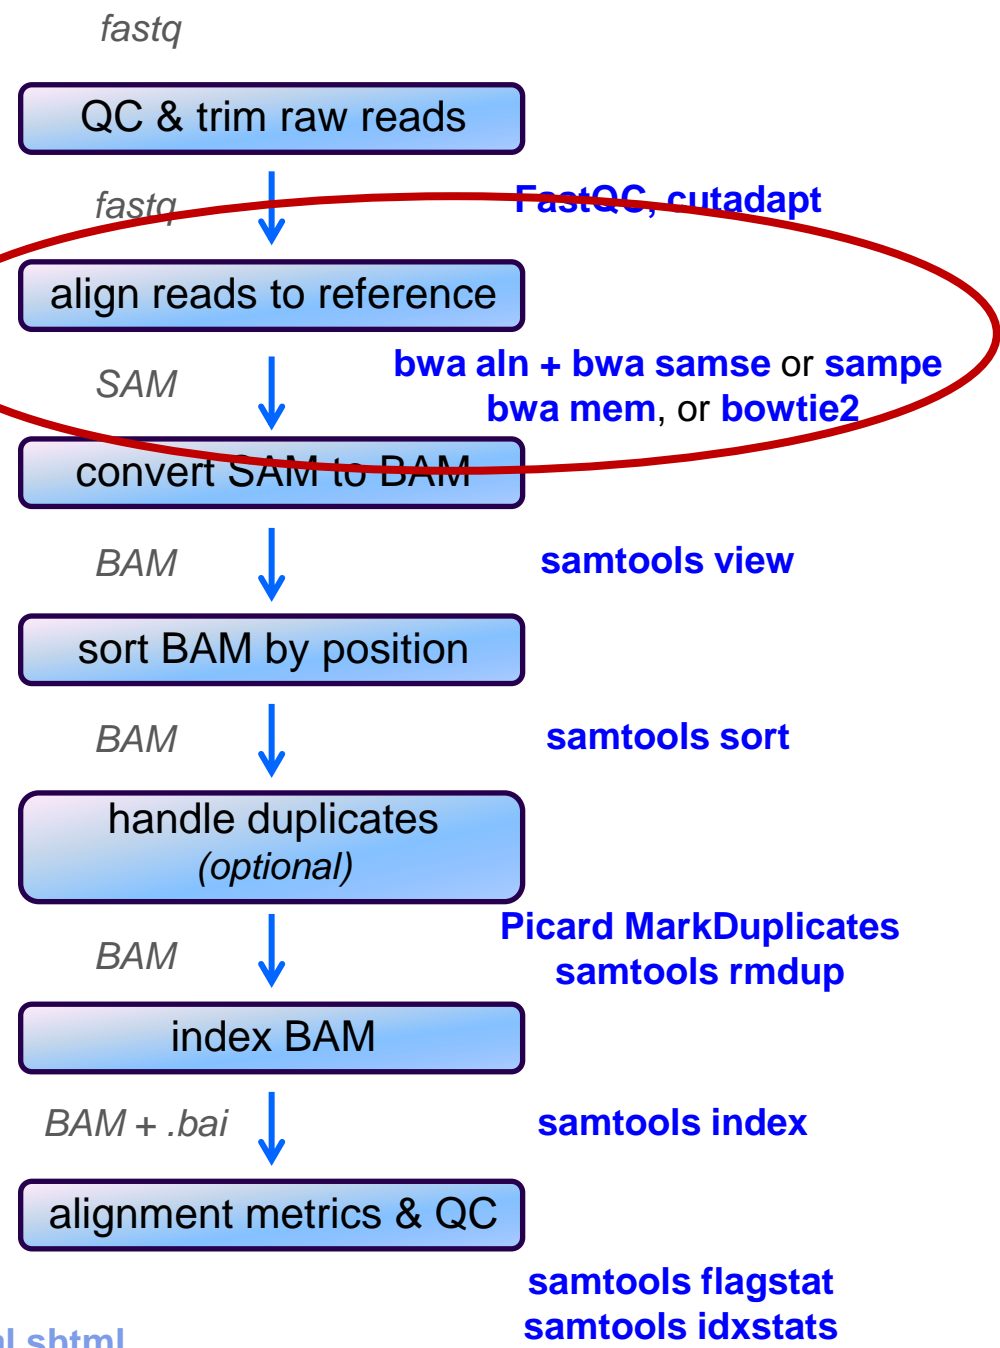 fastq
QC & trim raw reads
fastq
FastQC, cutadapt
align reads to reference
SAM
bwa aln + bwa samse or sampe
bwa mem, or bowtie2
convert SAM to BAM
BAM
samtools view
sort BAM by position
BAM
samtools sort
handle duplicates
(optional)
BAM
Picard MarkDuplicates
samtools rmdup
index BAM
BAM + .bai
samtools index
alignment metrics & QC
samtools flagstat
samtools idxstats